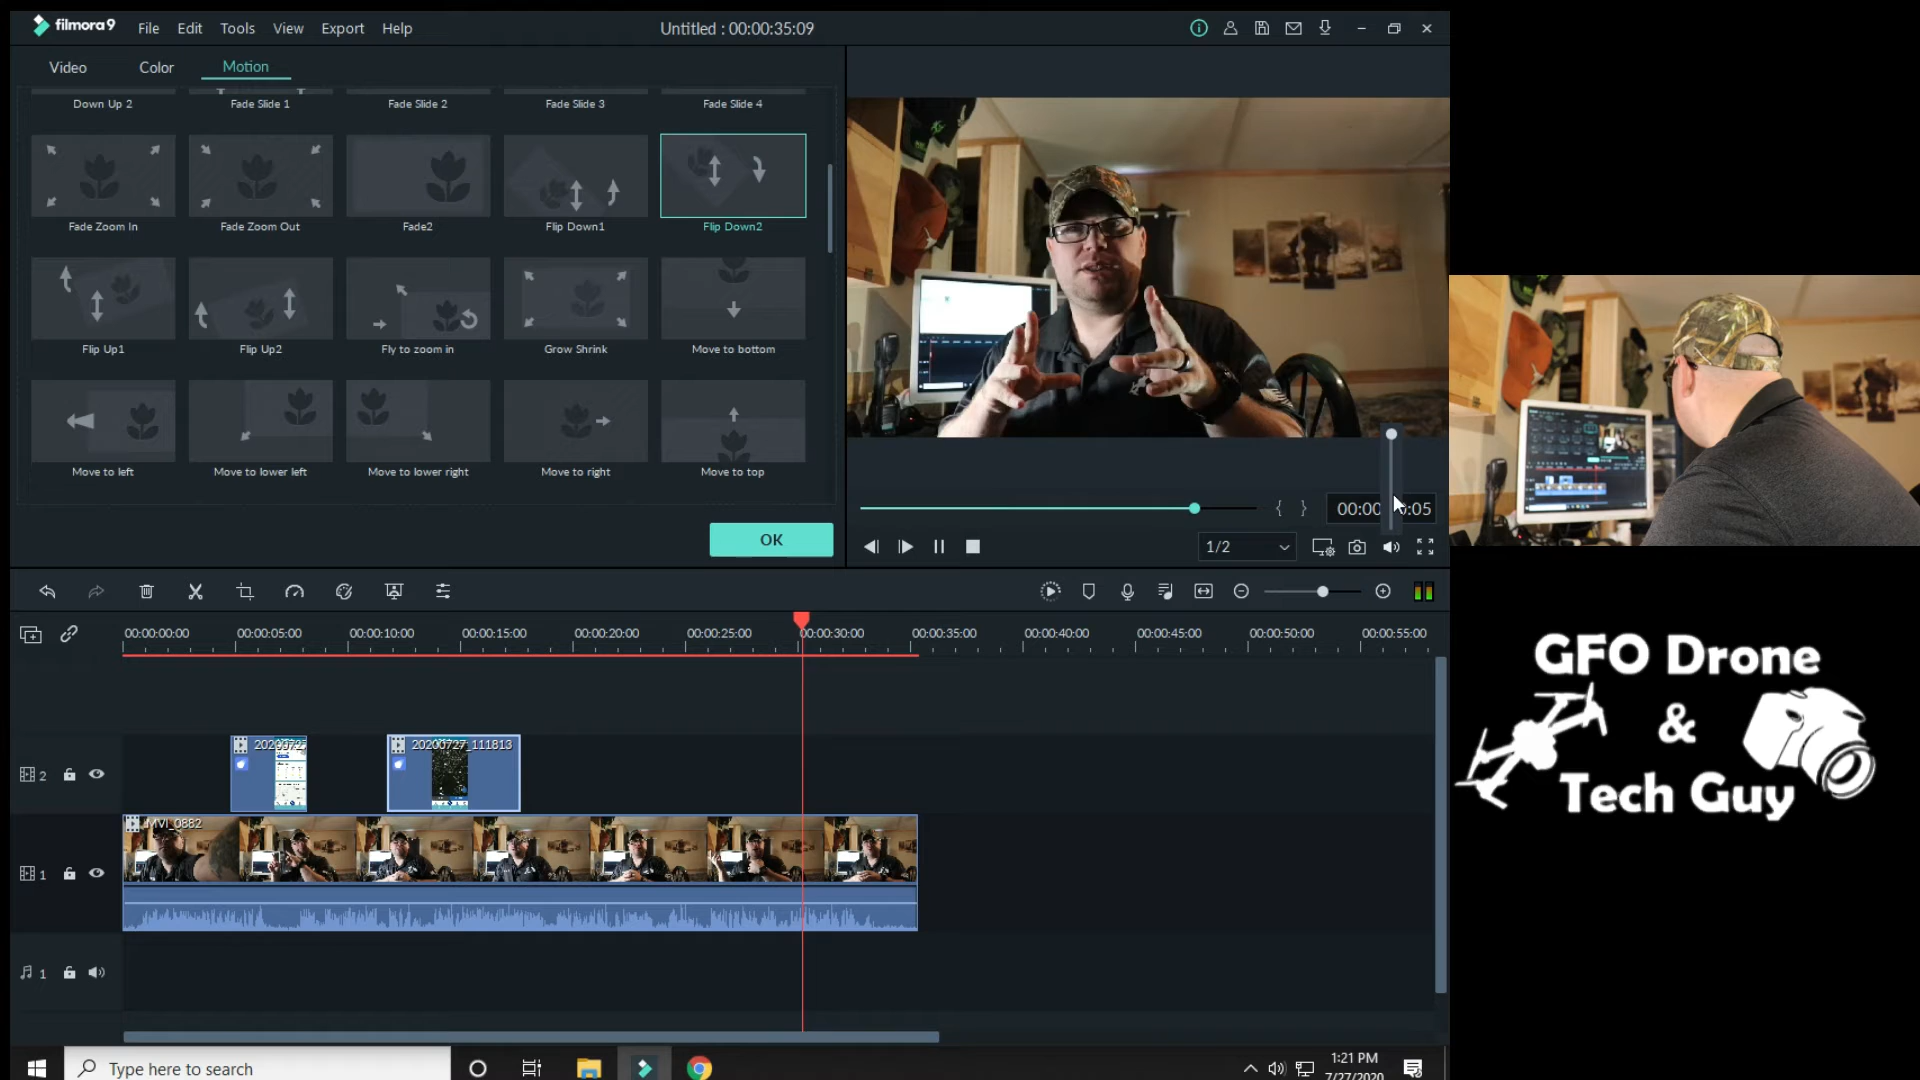 filmora9
File
Edit
Tools
View
Export
Help
Untitled : 00:00:35:09
Video
Color
Motion
Down Up 2
Fade Slide 1
Fade Slide 2
Fade Slide 3
Fade Slide 4
Fade Zoom In
Fade Zoom Out
Fade2
Flip Down1
Flip Down2
Flip Up1
Flip Up2
Fly to zoom in
Grow Shrink
Move to bottom
Move to left
Move to lower left
Move to lower right
Move to right
Move to top
OK
{ }
00:00
:05
1/2
00:00:00:00
00:00:05:00
00:00:10:00
00:00:15:00
00:00:20:00
00:00:25:00
00:00:30:00
00:00:35:00
00:00:40:00
00:00:45:00
00:00:50:00
00:00:55:00
2
20200727_111813
1
MVI_0882
1
GFO Drone
&
Tech Guy
Type here to search
1:21 PM
7/27/2020